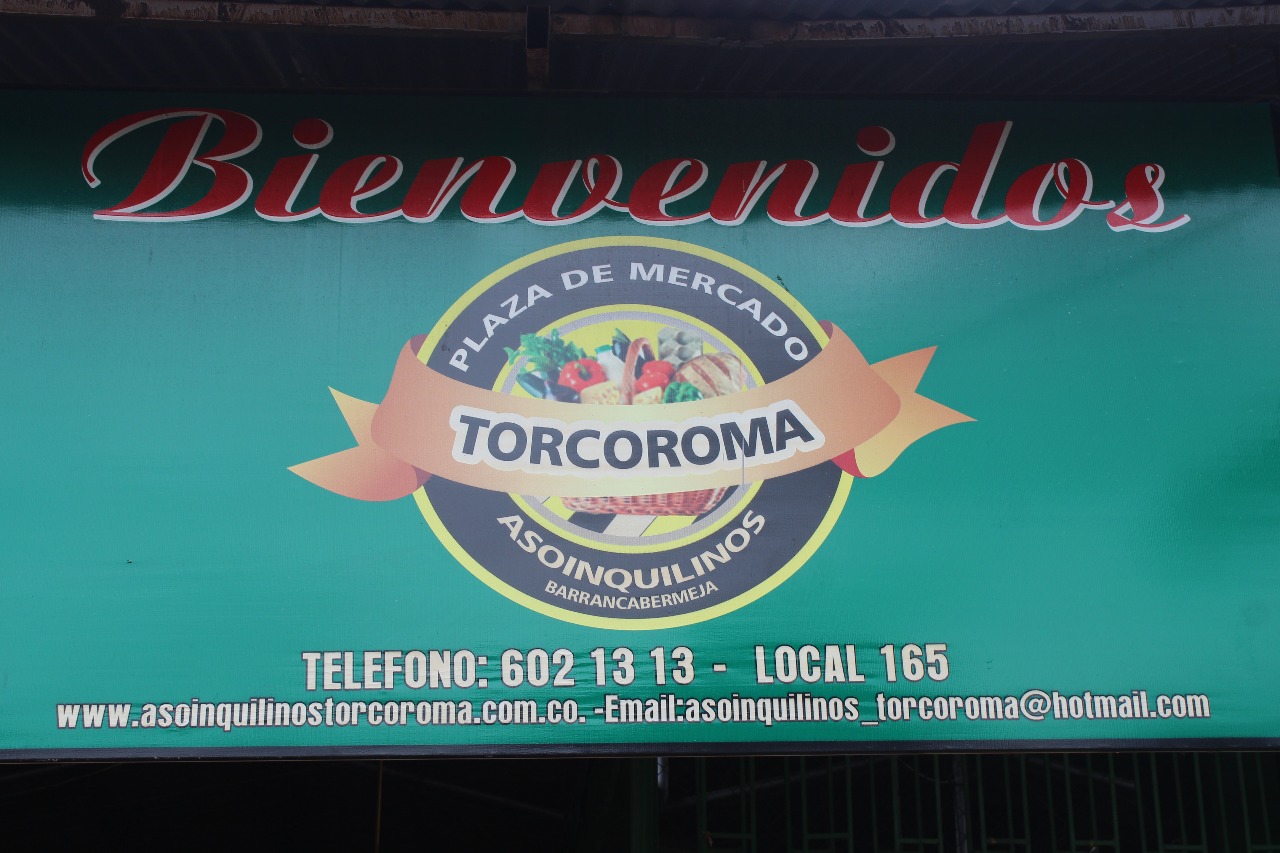 Bienvenidos
PLAZA DE MERCADO
TORCOROMA
ASOINQUILINOS
BARRANCABERMEJA
TELEFONO: 602 13 13 - LOCAL 165
www.asoinquilinostorcoroma.com.co. -Email:asoinquilinos_torcoroma@hotmail.com